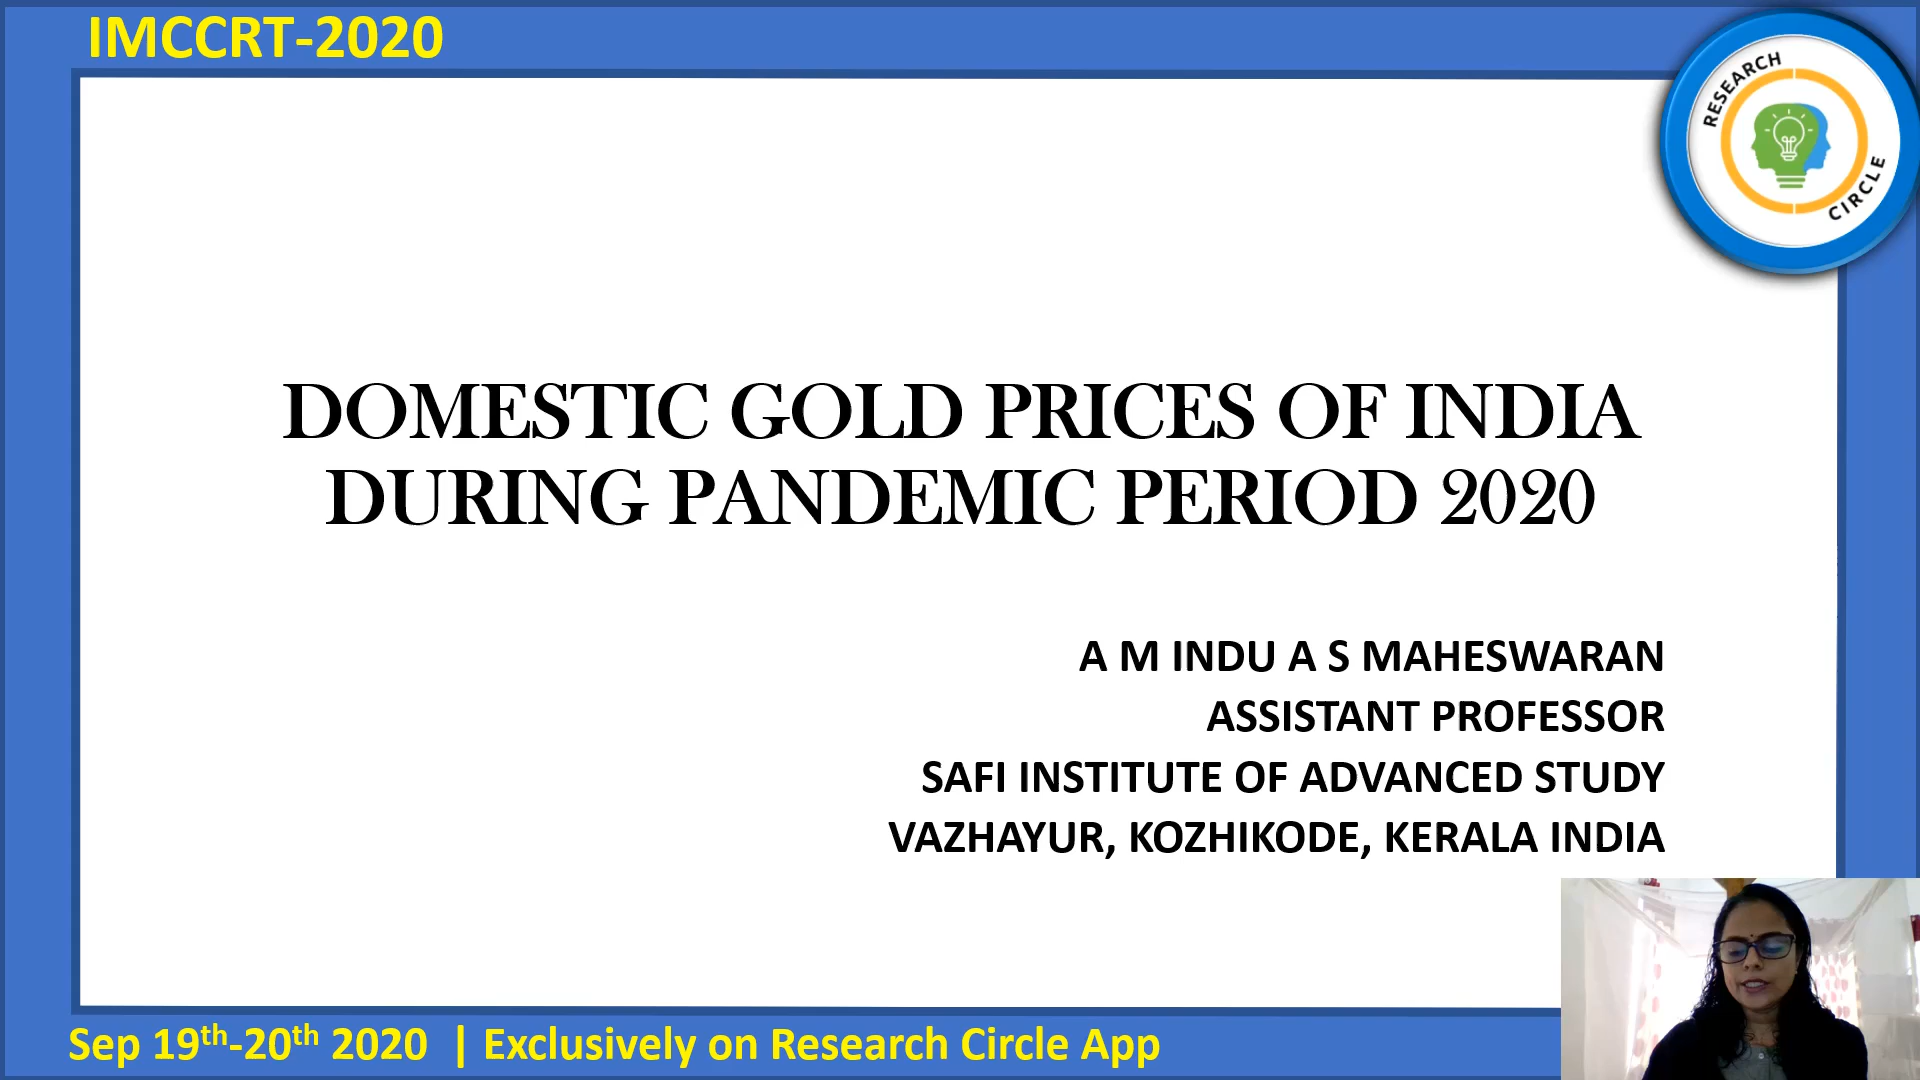 IMCCRT-2020
RESEARCH
CIRCLE
DOMESTIC GOLD PRICES OF INDIA
DURING PANDEMIC PERIOD 2020
A M INDU A S MAHESWARAN
ASSISTANT PROFESSOR
SAFI INSTITUTE OF ADVANCED STUDY
VAZHAYUR, KOZHIKODE, KERALA INDIA
Sep 19th-20th 2020 | Exclusively on Research Circle App